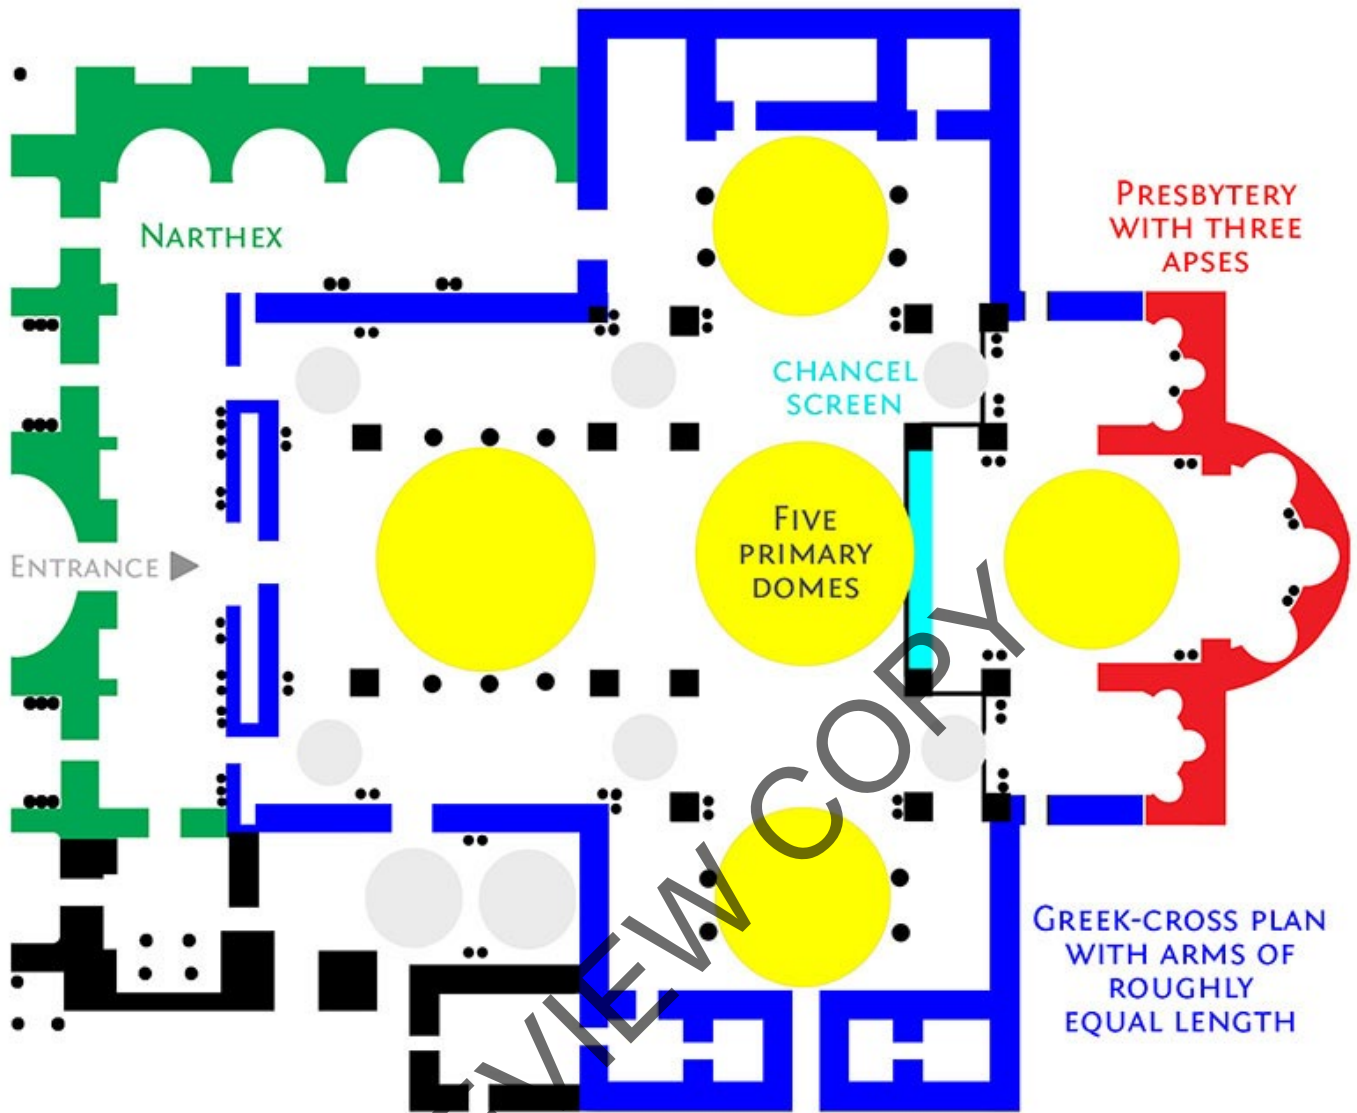 NARTHEX
PRESBYTERY
WITH THREE
APSES
CHANCEL
SCREEN
FIVE
PRIMARY
DOMES
ENTRANCE
GREEK-CROSS PLAN
WITH ARMS OF
ROUGHLY
EQUAL LENGTH
VIEW COPY